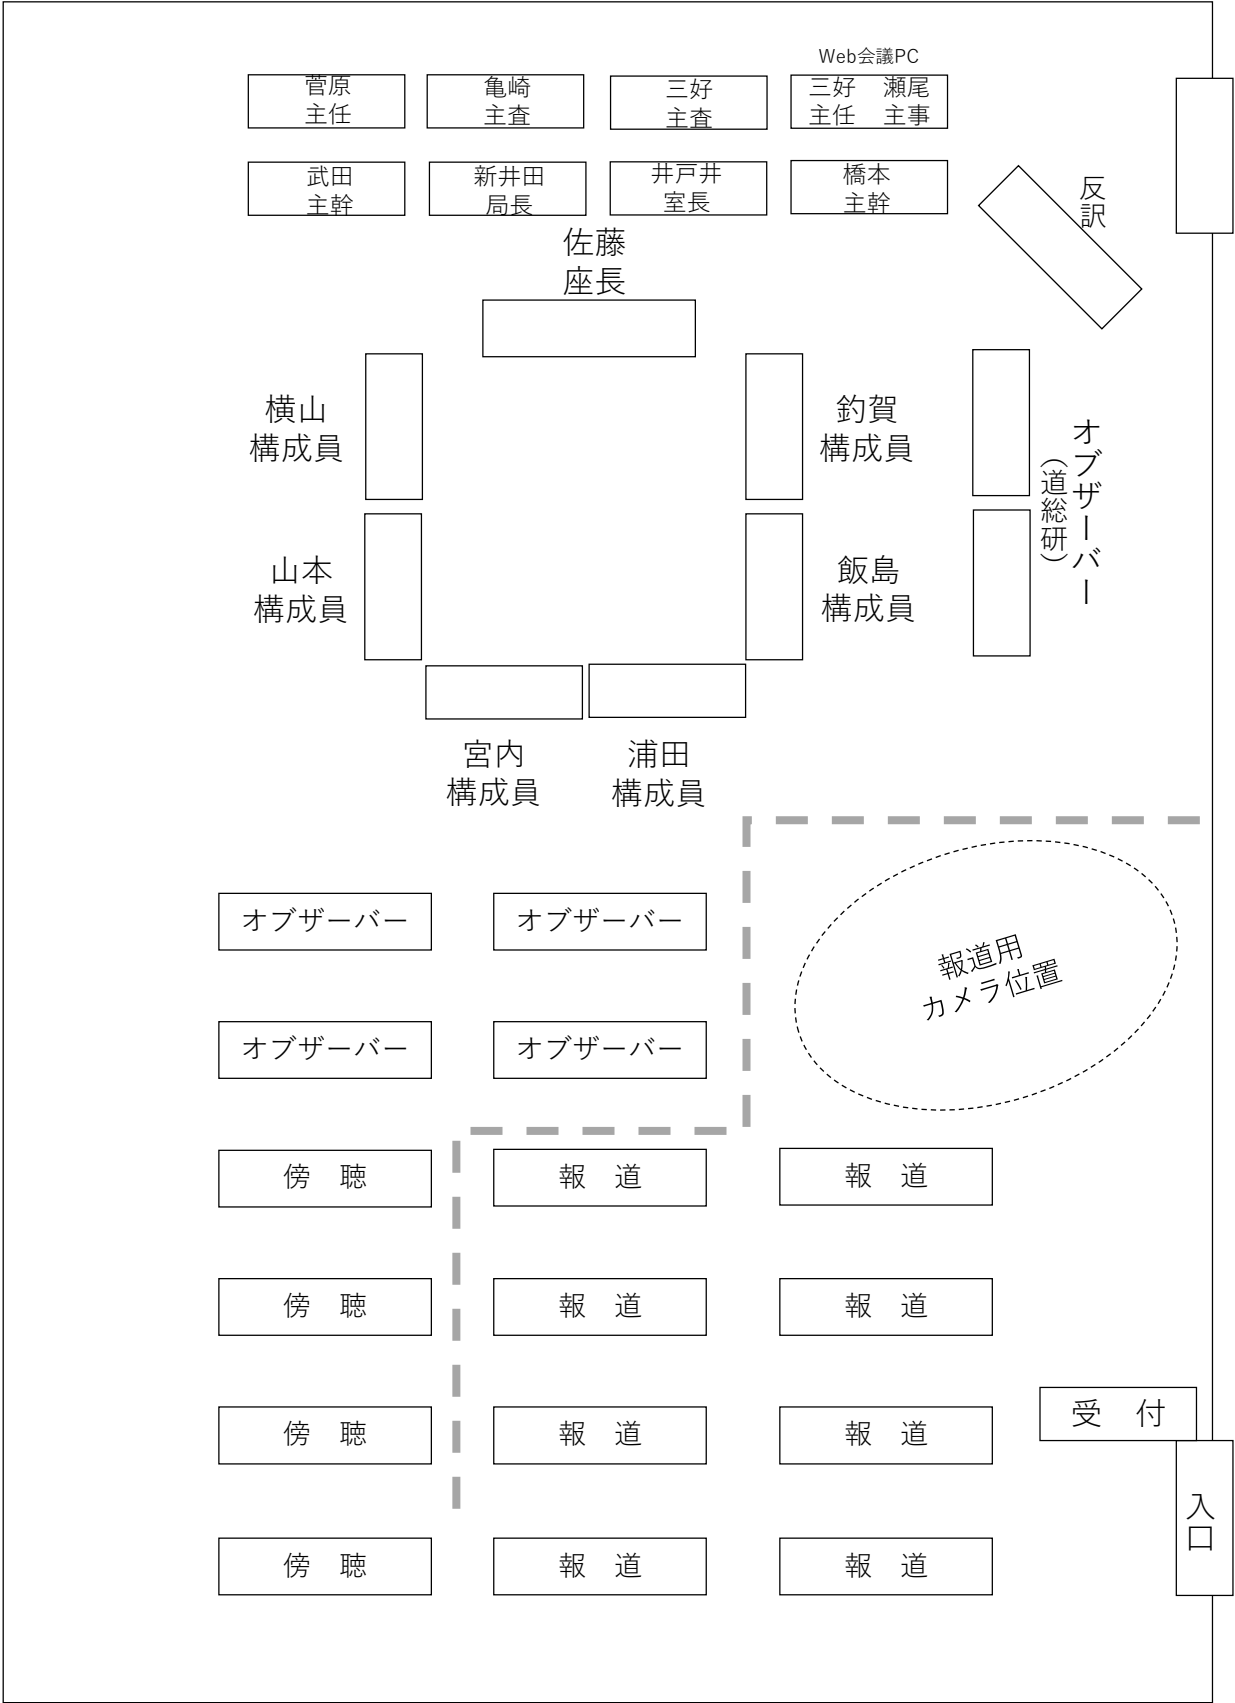 Web会議PC
菅原
主任
亀崎
主査
三好
主査
三好　瀬尾
主任　主事
武田
主幹
新井田
局長
井戸井
室長
橋本
主幹
反訳
佐藤
座長
横山
構成員
釣賀
構成員
オブザーバー
（道総研）
山本
構成員
飯島
構成員
宮内
構成員
浦田
構成員
オブザーバー
オブザーバー
報道用
カメラ位置
オブザーバー
オブザーバー
傍　聴
報　道
報　道
傍　聴
報　道
報　道
傍　聴
報　道
報　道
受　付
入口
傍　聴
報　道
報　道